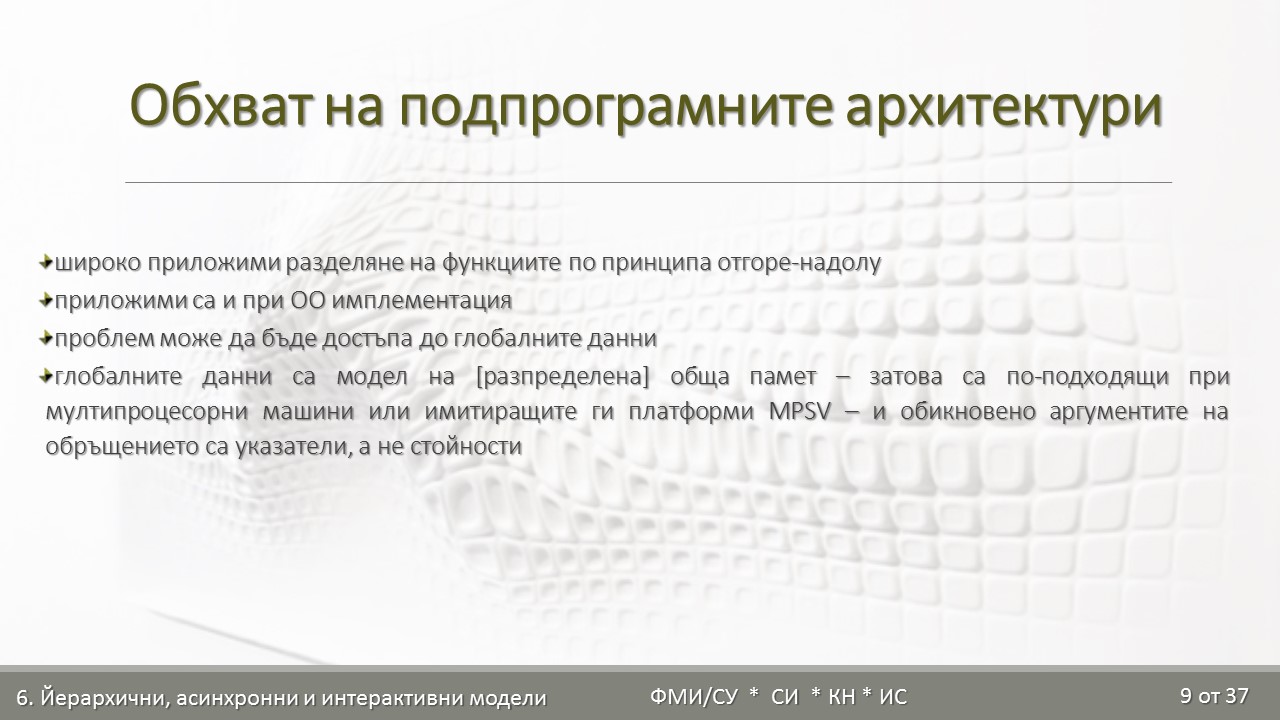 Обхват на подпрограмните архитектури
широко приложими разделяне на функциите по принципа отгоре-надолу
приложими са и при ОО имплементация
проблем може да бъде достъпа до глобалните данни
глобалните данни са модел на [разпределена] обща памет – затова са по-подходящи при
мултипроцесорни машини или имитиращите ги платформи MPSV – и обикновено аргументите на
обръщението са указатели, а не стойности
6. Йерархични, асинхронни и интерактивни модели
ФМИ/СУ * СИ * КН * ИС
9 от 37